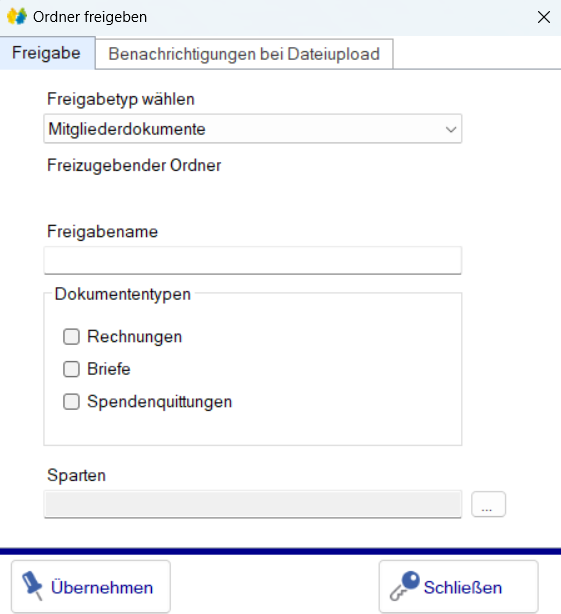 Ordner freigeben
Freigabe
Benachrichtigungen bei Dateiupload
Freigabetyp wählen
Mitgliederdokumente
Freizugebender Ordner
Freigabename
Dokumententypen
Rechnungen
Briefe
Spendenquittungen
Sparten
...
Übernehmen
Schließen